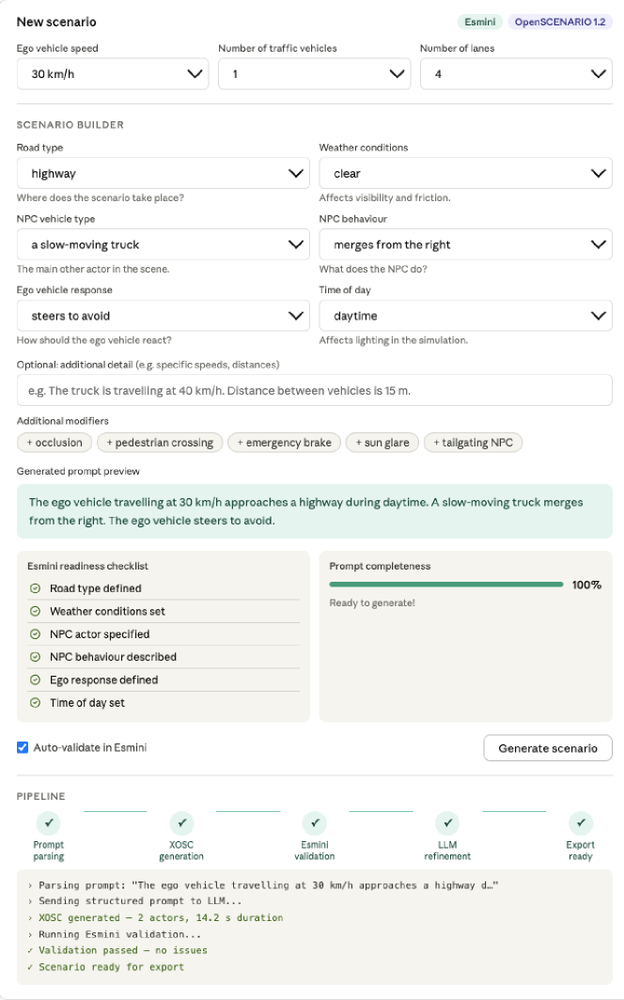 New scenario
Esmini
OpenSCENARIO 1.2
Ego vehicle speed
Number of traffic vehicles
Number of lanes
30 km/h
1
4
SCENARIO BUILDER
Road type
Weather conditions
highway
clear
Where does the scenario take place?
Affects visibility and friction.
NPC vehicle type
NPC behaviour
a slow-moving truck
merges from the right
The main other actor in the scene.
What does the NPC do?
Ego vehicle response
Time of day
steers to avoid
daytime
How should the ego vehicle react?
Affects lighting in the simulation.
Optional: additional detail (e.g. specific speeds, distances)
e.g. The truck is travelling at 40 km/h. Distance between vehicles is 15 m.
Additional modifiers
+ occlusion
+ pedestrian crossing
+ emergency brake
+ sun glare
+ tailgating NPC
Generated prompt preview
The ego vehicle travelling at 30 km/h approaches a highway during daytime. A slow-moving truck merges
from the right. The ego vehicle steers to avoid.
Esmini readiness checklist
Road type defined
Weather conditions set
NPC actor specified
NPC behaviour described
Ego response defined
Time of day set
Prompt completeness
100%
Ready to generate!
Auto-validate in Esmini
Generate scenario
PIPELINE
Prompt
parsing
XOSC
generation
Esmini
validation
LLM
refinement
Export
ready
› Parsing prompt: "The ego vehicle travelling at 30 km/h approaches a highway d…"
› Sending structured prompt to LLM...
› XOSC generated — 2 actors, 14.2 s duration
› Running Esmini validation...
✓ Validation passed — no issues
✓ Scenario ready for export